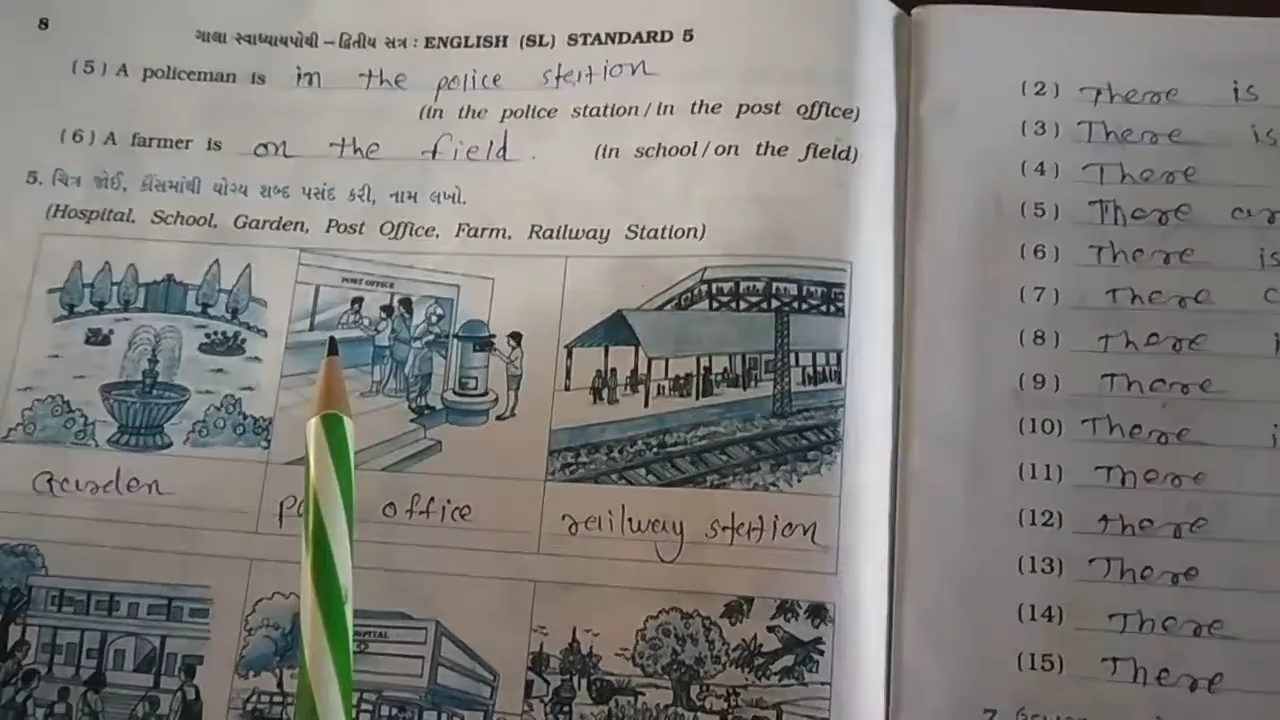 8
ગાલા સ્વાધ્યાયપોથી – દ્વિતીય સત્ર : ENGLISH (SL) STANDARD 5
(5) A policeman is in the police station
(in the police station/in the post office)
(6) A farmer is on the field. (in school/on the field)
5. ચિત્ર જોઈ, કૌંસમાંથી યોગ્ય શબ્દ પસંદ કરી, નામ લખો.
(Hospital, School, Garden, Post Office, Farm, Railway Station)
POST OFFICE
Garden
office
railway station
(2) There is
(3) There is
(4) There
(5) There
(6) There is
(7) There
(8) There
(9) There
(10) There
(11) There
(12) there
(13) There
(14) There
(15) There
7.